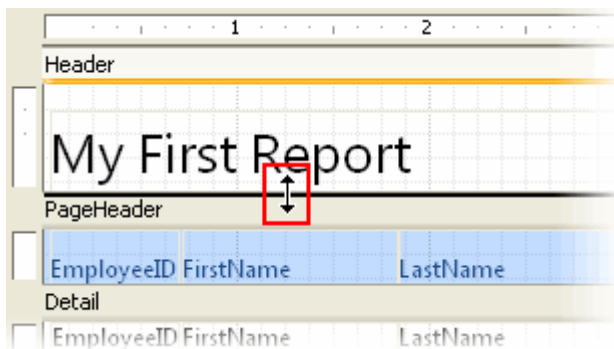 1 2
Header
My First Report
PageHeader
EmployeeID FirstName LastName
Detail
EmployeeID FirstName LastName